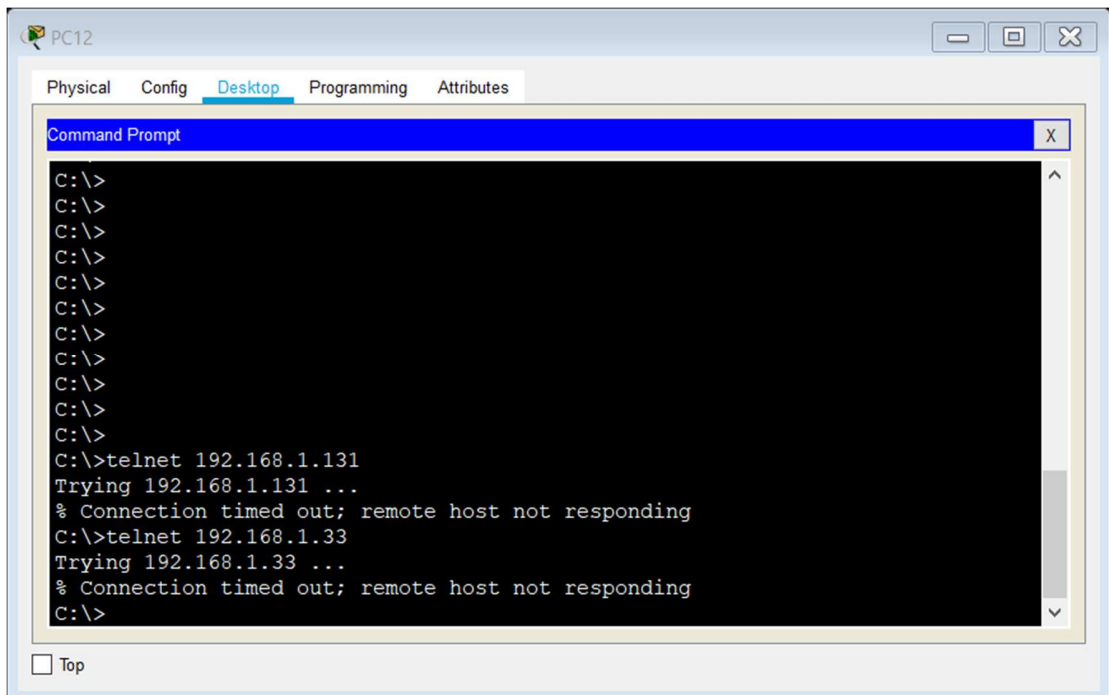 PC12
Physical Config Desktop Programming Attributes
Command Prompt
X
C:\>
C:\>
C:\>
C:\>
C:\>
C:\>
C:\>
C:\>
C:\>
C:\>
C:\>
C:\>telnet 192.168.1.131
Trying 192.168.1.131 ...
% Connection timed out; remote host not responding
C:\>telnet 192.168.1.33
Trying 192.168.1.33 ...
% Connection timed out; remote host not responding
C:\>
Top